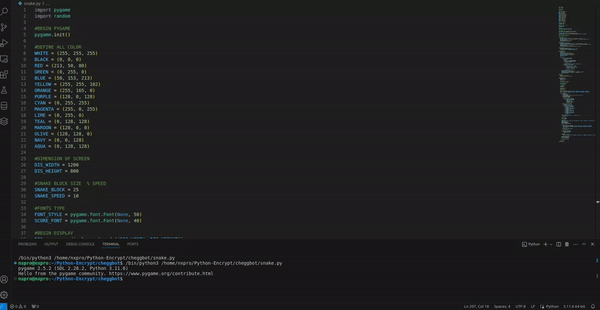 snake.py > ...
1 import pygame
2 import random
3
4 #BEGIN PYGAME
5 pygame.init()
6
7 #DEFINE ALL COLOR
8 WHITE = (255, 255, 255)
9 BLACK = (0, 0, 0)
10 RED = (213, 50, 80)
11 GREEN = (0, 255, 0)
12 BLUE = (50, 153, 213)
13 YELLOW = (255, 255, 102)
14 ORANGE = (255, 165, 0)
15 PURPLE = (128, 0, 128)
16 CYAN = (0, 255, 255)
17 MAGENTA = (255, 0, 255)
18 LIME = (0, 255, 0)
19 TEAL = (0, 128, 128)
20 MAROON = (128, 0, 0)
21 OLIVE = (128, 128, 0)
22 NAVY = (0, 0, 128)
23 AQUA = (0, 128, 128)
24
25 #DIMENSION OF SCREEN
26 DIS_WIDTH = 1200
27 DIS_HEIGHT = 800
28
29 #SNAKE BLOCK SIZE % SPEED
30 SNAKE_BLOCK = 25
31 SNAKE_SPEED = 10
32
33 #FONTS TYPE
34 FONT_STYLE = pygame.font.Font(None, 50)
35 SCORE_FONT = pygame.font.Font(None, 40)
36
37 #BEGIN DISPLAY
PROBLEMS OUTPUT DEBUG CONSOLE TERMINAL PORTS Python
/bin/python3 /home/nxpro/Python-Encrypt/cheggbot/snake.py
nxpro@nxpro:~/Python-Encrypt/cheggbot$ /bin/python3 /home/nxpro/Python-Encrypt/cheggbot/snake.py
pygame 2.5.2 (SDL 2.28.2, Python 3.11.6)
Hello from the pygame community. https://www.pygame.org/contribute.html
nxpro@nxpro:~/Python-Encrypt/cheggbot$
Spaces: 4 UTF-8 LF Python 3.11.6 64-bit